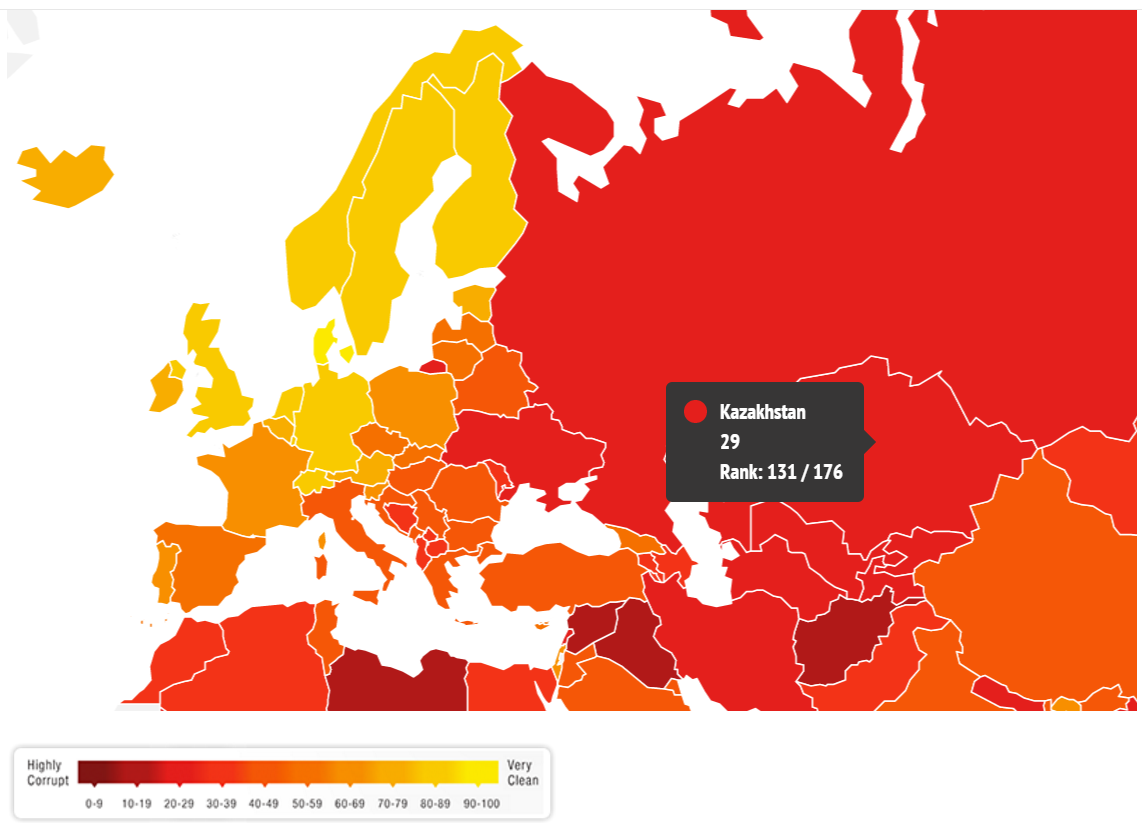 Kazakhstan
29
Rank: 131 / 176
Highly
Corrupt
Very
Clean
0-9 10-19 20-29 30-39 40-49 50-59 60-69 70-79 80-89 90-100